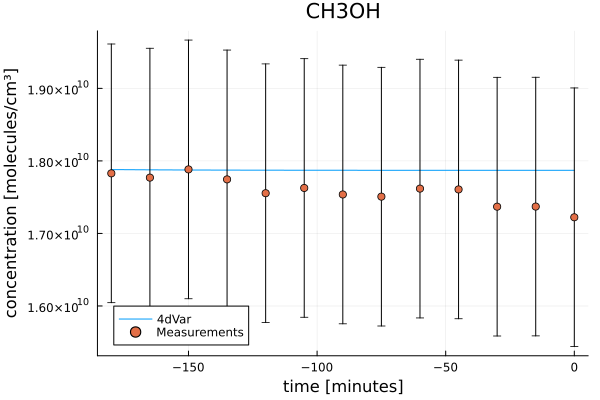 CH3OH
concentration [molecules/cm³]
1.90×10¹⁰
1.80×10¹⁰
1.70×10¹⁰
1.60×10¹⁰
4dVar
Measurements
−150
−100
−50
0
time [minutes]